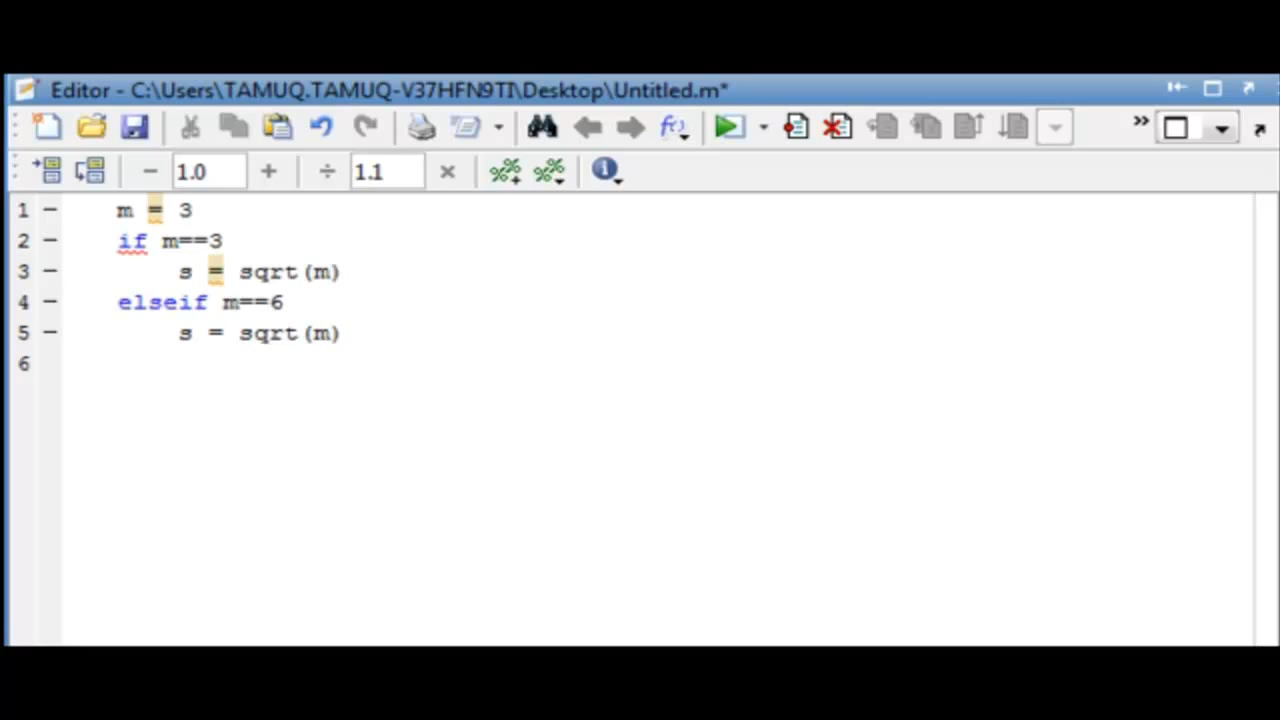 Editor - C:\Users\TAMUQ.TAMUQ-V37HFN9TI\Desktop\Untitled.m*
1.0
1.1
1 - m = 3
2 - if m==3
3 - s = sqrt(m)
4 - elseif m==6
5 - s = sqrt(m)
6